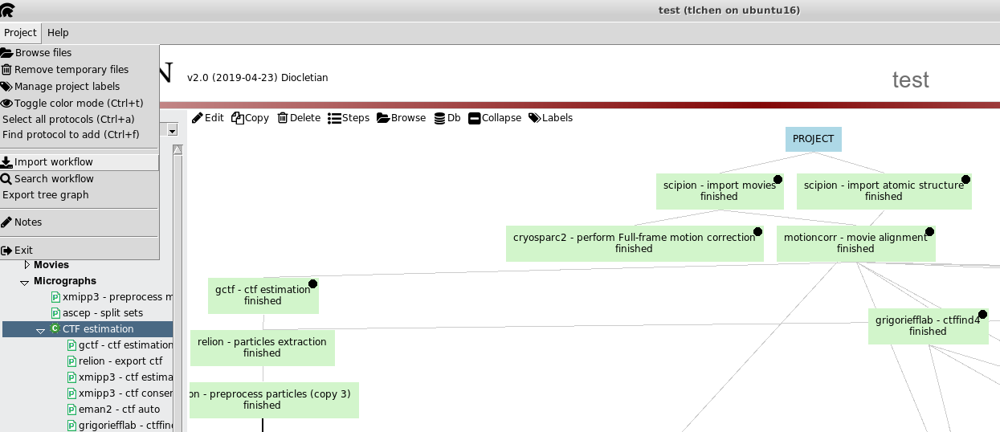 test (tlchen on ubuntu16)
Project Help
Browse files
Remove temporary files
Manage project labels
Toggle color mode (Ctrl+t)
Select all protocols (Ctrl+a)
Find protocol to add (Ctrl+f)
Import workflow
Search workflow
Export tree graph
Notes
Exit
N
v2.0 (2019-04-23) Diocletian
test
Edit Copy Delete Steps Browse Db Collapse Labels
Movies
Micrographs
xmipp3 - preprocess m
ascep - split sets
CTF estimation
gctf - ctf estimation
relion - export ctf
xmipp3 - ctf estima
xmipp3 - ctf conser
eman2 - ctf auto
grigoriefflab - ctffin
PROJECT
scipion - import movies
finished
scipion - import atomic structure
finished
cryosparc2 - perform Full-frame motion correction
finished
motioncorr - movie alignment
finished
gctf - ctf estimation
finished
grigoriefflab - ctffind4
finished
relion - particles extraction
finished
on - preprocess particles (copy 3)
finished